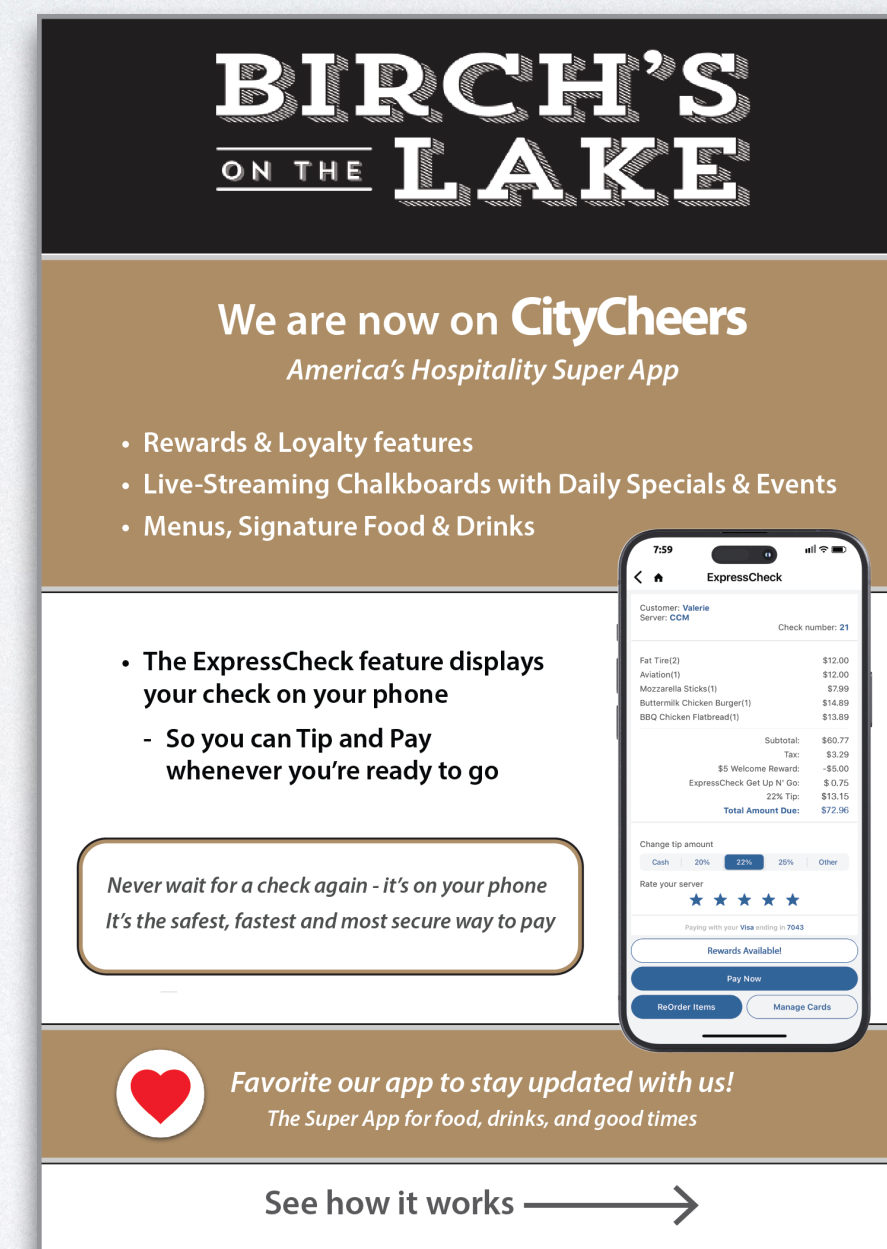 BIRCH'S
ON THE LAKE
We are now on CityCheers
America's Hospitality Super App
• Rewards & Loyalty features
• Live-Streaming Chalkboards with Daily Specials & Events
• Menus, Signature Food & Drinks
• The ExpressCheck feature displays
your check on your phone
- So you can Tip and Pay
whenever you're ready to go
Never wait for a check again - it's on your phone
It's the safest, fastest and most secure way to pay
7:59
ExpressCheck
Customer: Valerie
Server: CCM
Check number: 21
Fat Tire(2) $12.00
Aviation(1) $12.00
Mozzarella Sticks(1) $7.99
Buttermilk Chicken Burger(1) $14.89
BBQ Chicken Flatbread(1) $13.89
Subtotal: $60.77
Tax: $3.29
$5 Welcome Reward: -$5.00
ExpressCheck Get Up N' Go: $ 0.75
22% Tip: $13.15
Total Amount Due: $72.96
Change tip amount
Cash 20% 22% 25% Other
Rate your server
Paying with your Visa ending in 7043
Rewards Available!
Pay Now
ReOrder Items Manage Cards
Favorite our app to stay updated with us!
The Super App for food, drinks, and good times
See how it works